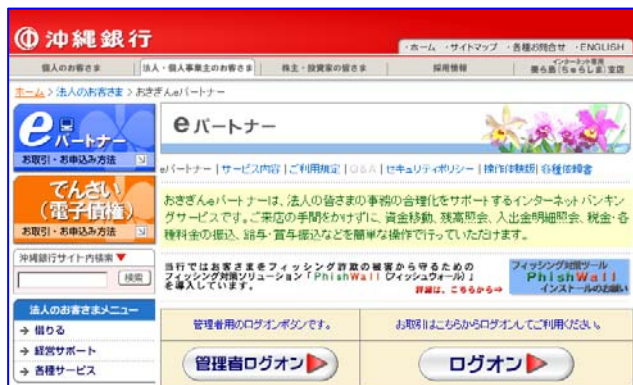 沖縄銀行
・ホーム ・サイトマップ ・各種お問合せ ・ENGLISH
個人のお客さま
法人・個人事業主のお客さま
株主・投資家の皆さま
採用情報
インターネット専用
美ら島(ちゅらしま)支店
ホーム > 法人のお客さま > おきぎんeパートナー
eパートナー
お取引・お申込み方法
でんさい
(電子債権)
お取引・お申込み方法
沖縄銀行サイト内検索▼
検索
法人のお客さまメニュー
→ 借りる
→ 経営サポート
→ 各種サービス
eパートナー
eパートナー | サービス内容 | ご利用規定 | Q&A | セキュリティポリシー | 操作体験版 | 各種依頼書
おきぎんeパートナーは、法人の皆さまの事務の合理化をサポートするインターネットバンキ
ングサービスです。ご来店の手間をかけずに、資金移動、残高照会、入出金明細照会、税金・各
種料金の振込、給与・賞与振込などを簡単な操作で行っていただけます。
当行ではお客さまをフィッシング詐欺の被害から守るための
フィッシング対策ソリューション「PhishWall(フィッシュウォール)」
を導入しています。
詳細は、こちらから⇒
フィッシング対策ツール
PhishWall
インストールのお願い
管理者用のログオンボタンです。
管理者ログオン
お取引はこちらからログオンしてご利用ください。
ログオン